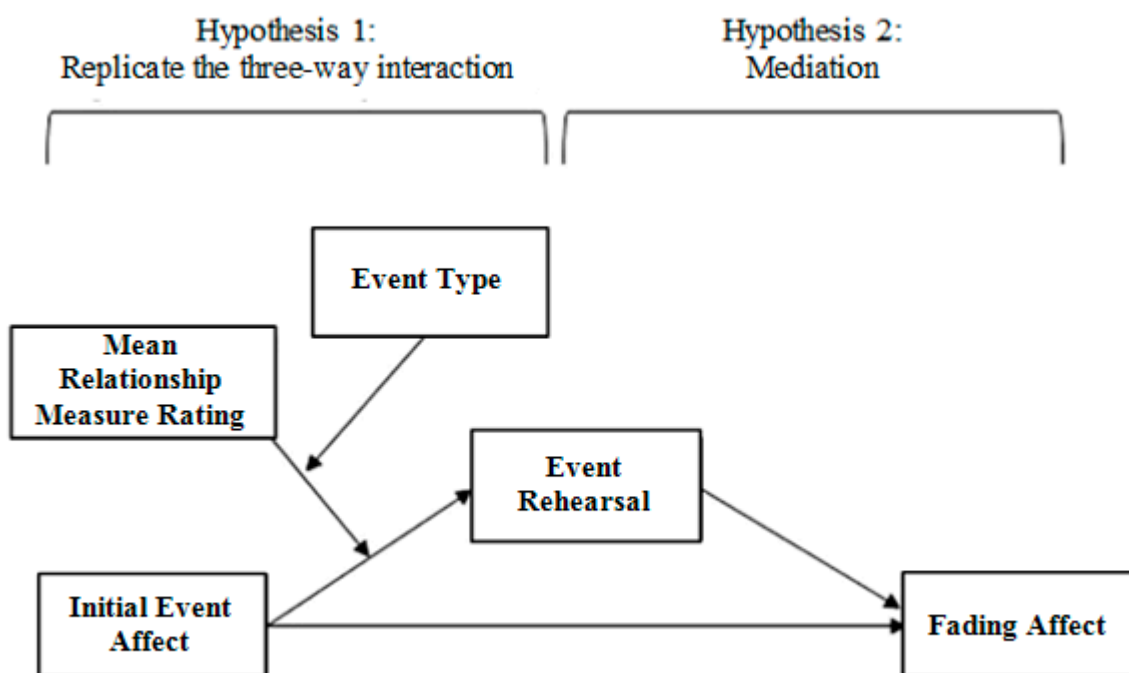 Hypothesis 1:
Replicate the three-way interaction
Hypothesis 2:
Mediation
Event Type
Mean
Relationship
Measure Rating
Event
Rehearsal
Initial Event
Affect
Fading Affect